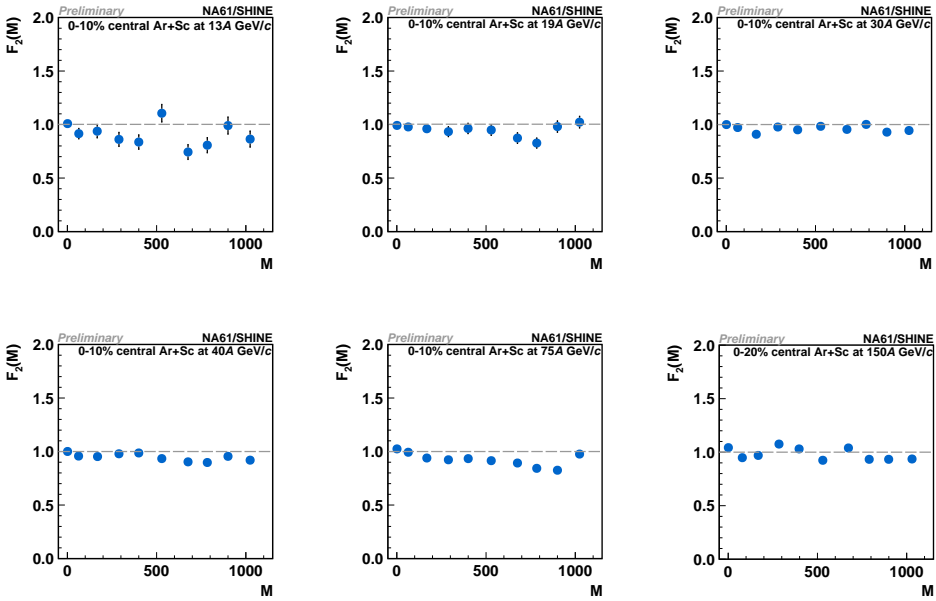 Preliminary NA61/SHINE
0-10% central Ar+Sc at 13A GeV/c
F2(M)
2.0
1.5
1.0
0.5
0.0
0 500 1000
M
Preliminary NA61/SHINE
0-10% central Ar+Sc at 19A GeV/c
F2(M)
2.0
1.5
1.0
0.5
0.0
0 500 1000
M
Preliminary NA61/SHINE
0-10% central Ar+Sc at 30A GeV/c
F2(M)
2.0
1.5
1.0
0.5
0.0
0 500 1000
M
Preliminary NA61/SHINE
0-10% central Ar+Sc at 40A GeV/c
F2(M)
2.0
1.5
1.0
0.5
0.0
0 500 1000
M
Preliminary NA61/SHINE
0-10% central Ar+Sc at 75A GeV/c
F2(M)
2.0
1.5
1.0
0.5
0.0
0 500 1000
M
Preliminary NA61/SHINE
0-20% central Ar+Sc at 150A GeV/c
F2(M)
2.0
1.5
1.0
0.5
0.0
0 500 1000
M